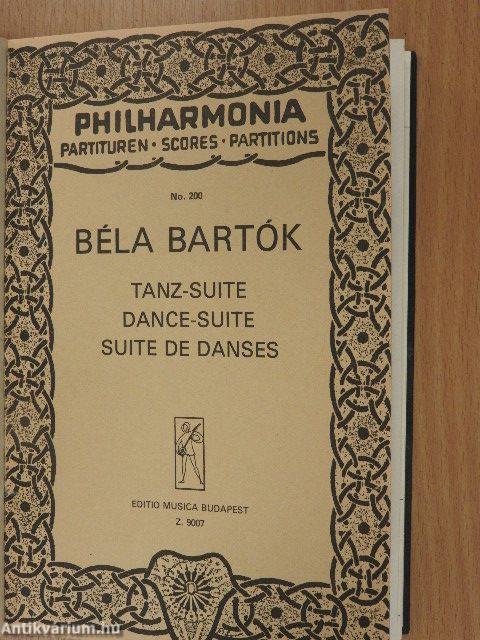 PHILHARMONIA
PARTITUREN • SCORES • PARTITIONS
No. 200
BÉLA BARTÓK
TANZ-SUITE
DANCE-SUITE
SUITE DE DANSES
EDITIO MUSICA BUDAPEST
Z. 9007
Antikvarium.hu